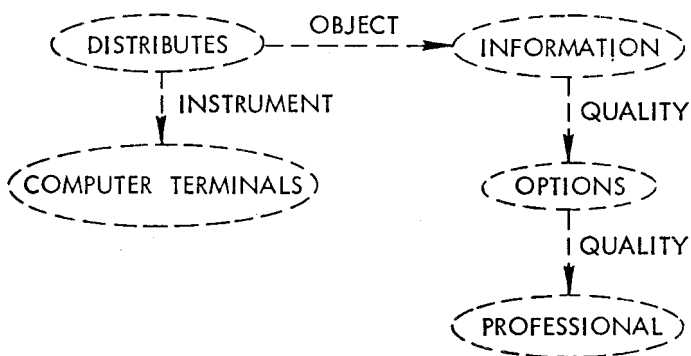 DISTRIBUTES
OBJECT
INFORMATION
INSTRUMENT
QUALITY
COMPUTER TERMINALS
OPTIONS
QUALITY
PROFESSIONAL